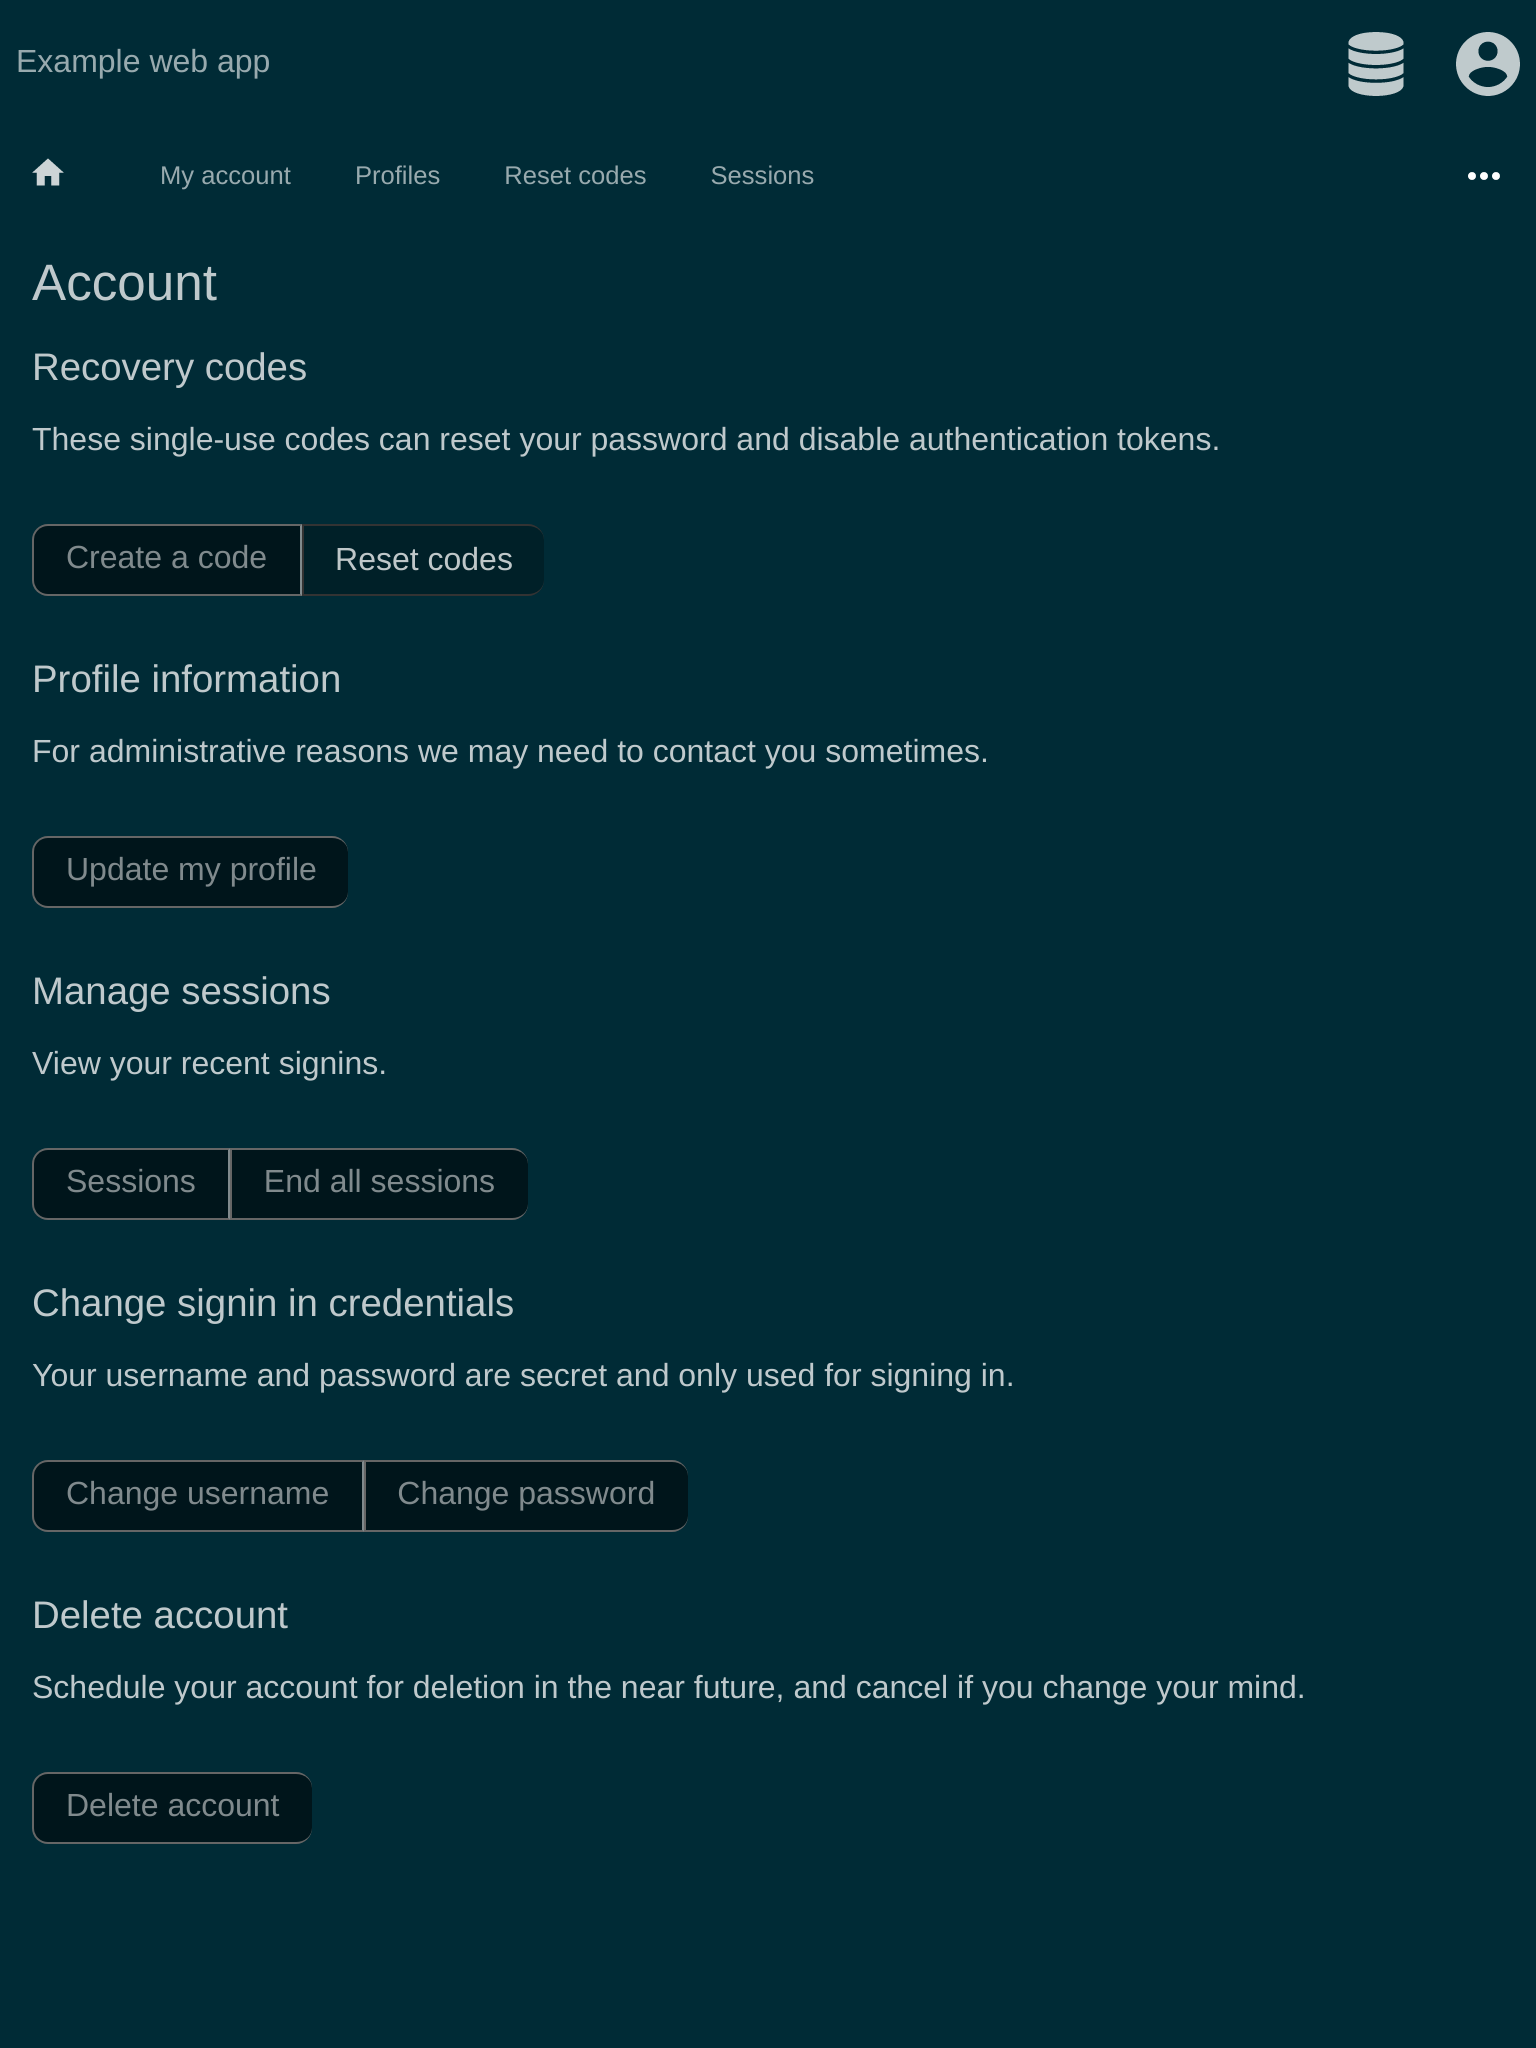 Example web app
My account Profiles Reset codes Sessions
Account
Recovery codes
These single-use codes can reset your password and disable authentication tokens.
Create a code Reset codes
Profile information
For administrative reasons we may need to contact you sometimes.
Update my profile
Manage sessions
View your recent signins.
Sessions End all sessions
Change signin in credentials
Your username and password are secret and only used for signing in.
Change username Change password
Delete account
Schedule your account for deletion in the near future, and cancel if you change your mind.
Delete account